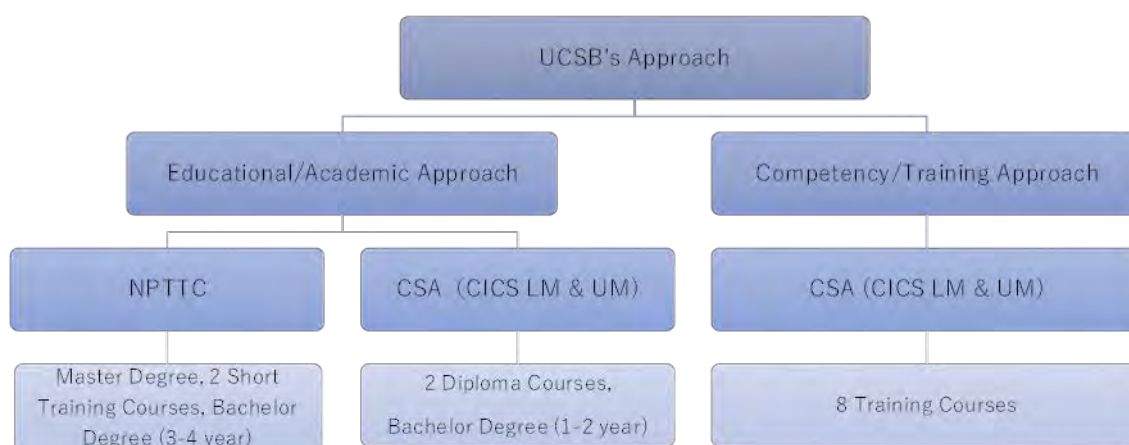 UCSB's Approach
Educational/Academic Approach
Competency/Training Approach
NPTTC
CSA (CICS LM & UM)
CSA (CICS LM & UM)
Master Degree, 2 Short
Training Courses, Bachelor
Degree (3-4 year)
2 Diploma Courses,
Bachelor Degree (1-2 year)
8 Training Courses